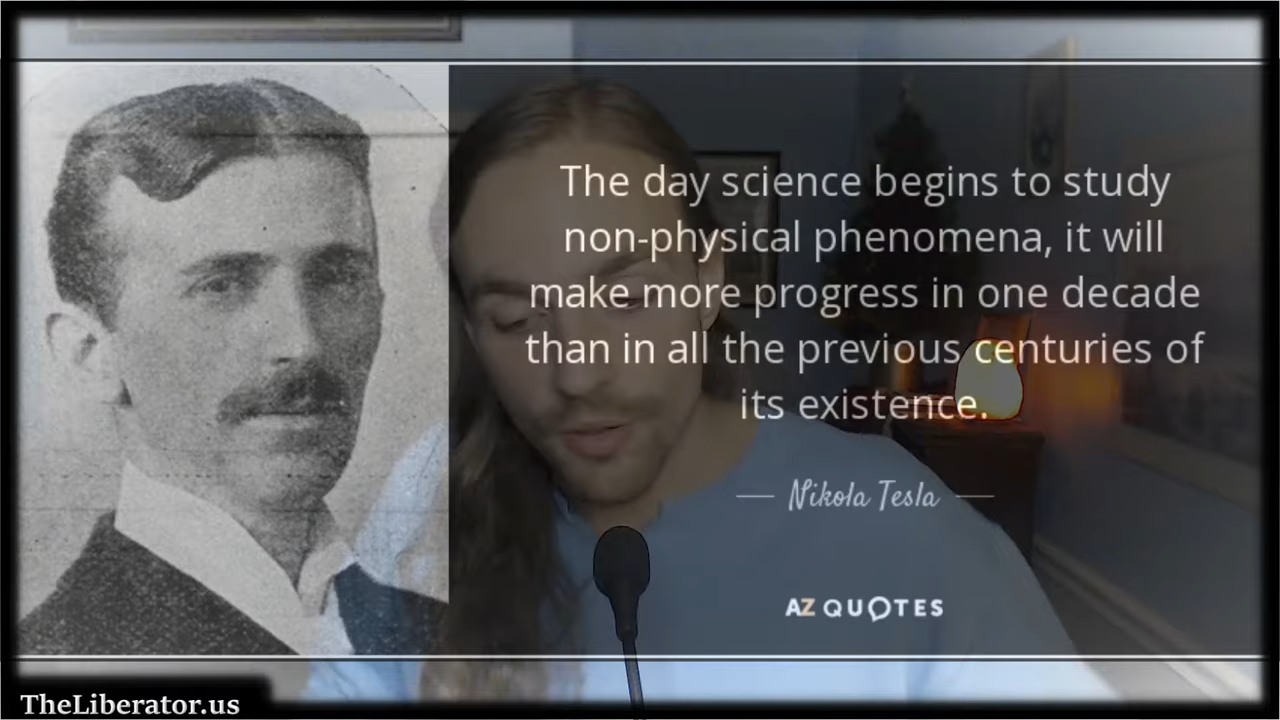 The day science begins to study
non-physical phenomena, it will
make more progress in one decade
than in all the previous centuries of
its existence.
Nikola Tesla
AZ QUOTES
TheLiberator.us